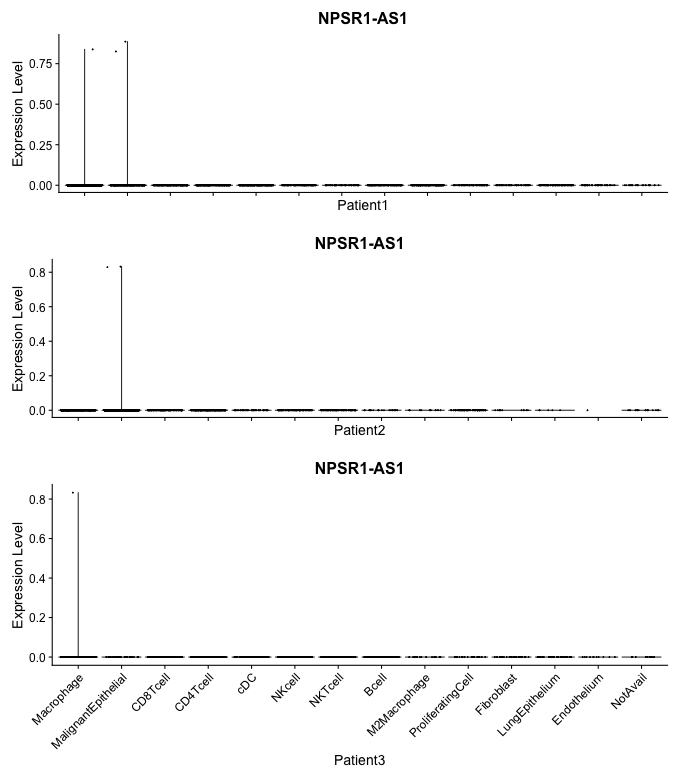 NPSR1-AS1
Expression Level
0.75
0.50
0.25
0.00
Patient1
NPSR1-AS1
Expression Level
0.8
0.6
0.4
0.2
0.0
Patient2
NPSR1-AS1
Expression Level
0.8
0.6
0.4
0.2
0.0
Macrophage
MalignantEpithelial
CD8Tcell
CD4Tcell
cDC
NKcell
NKTcell
Bcell
M2Macrophage
ProliferatingCell
Fibroblast
LungEpithelium
Endothelium
NotAvail
Patient3